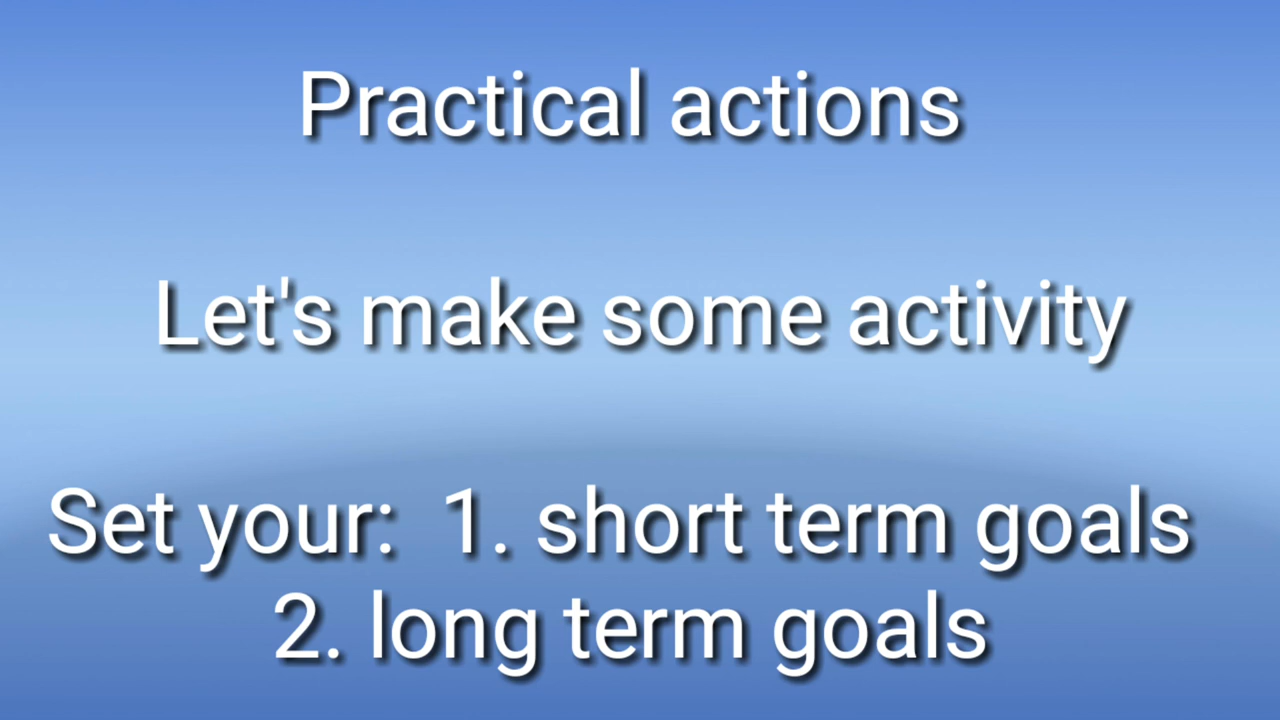 Practical actions
Let's make some activity
Set your:  1. short term goals
2. long term goals